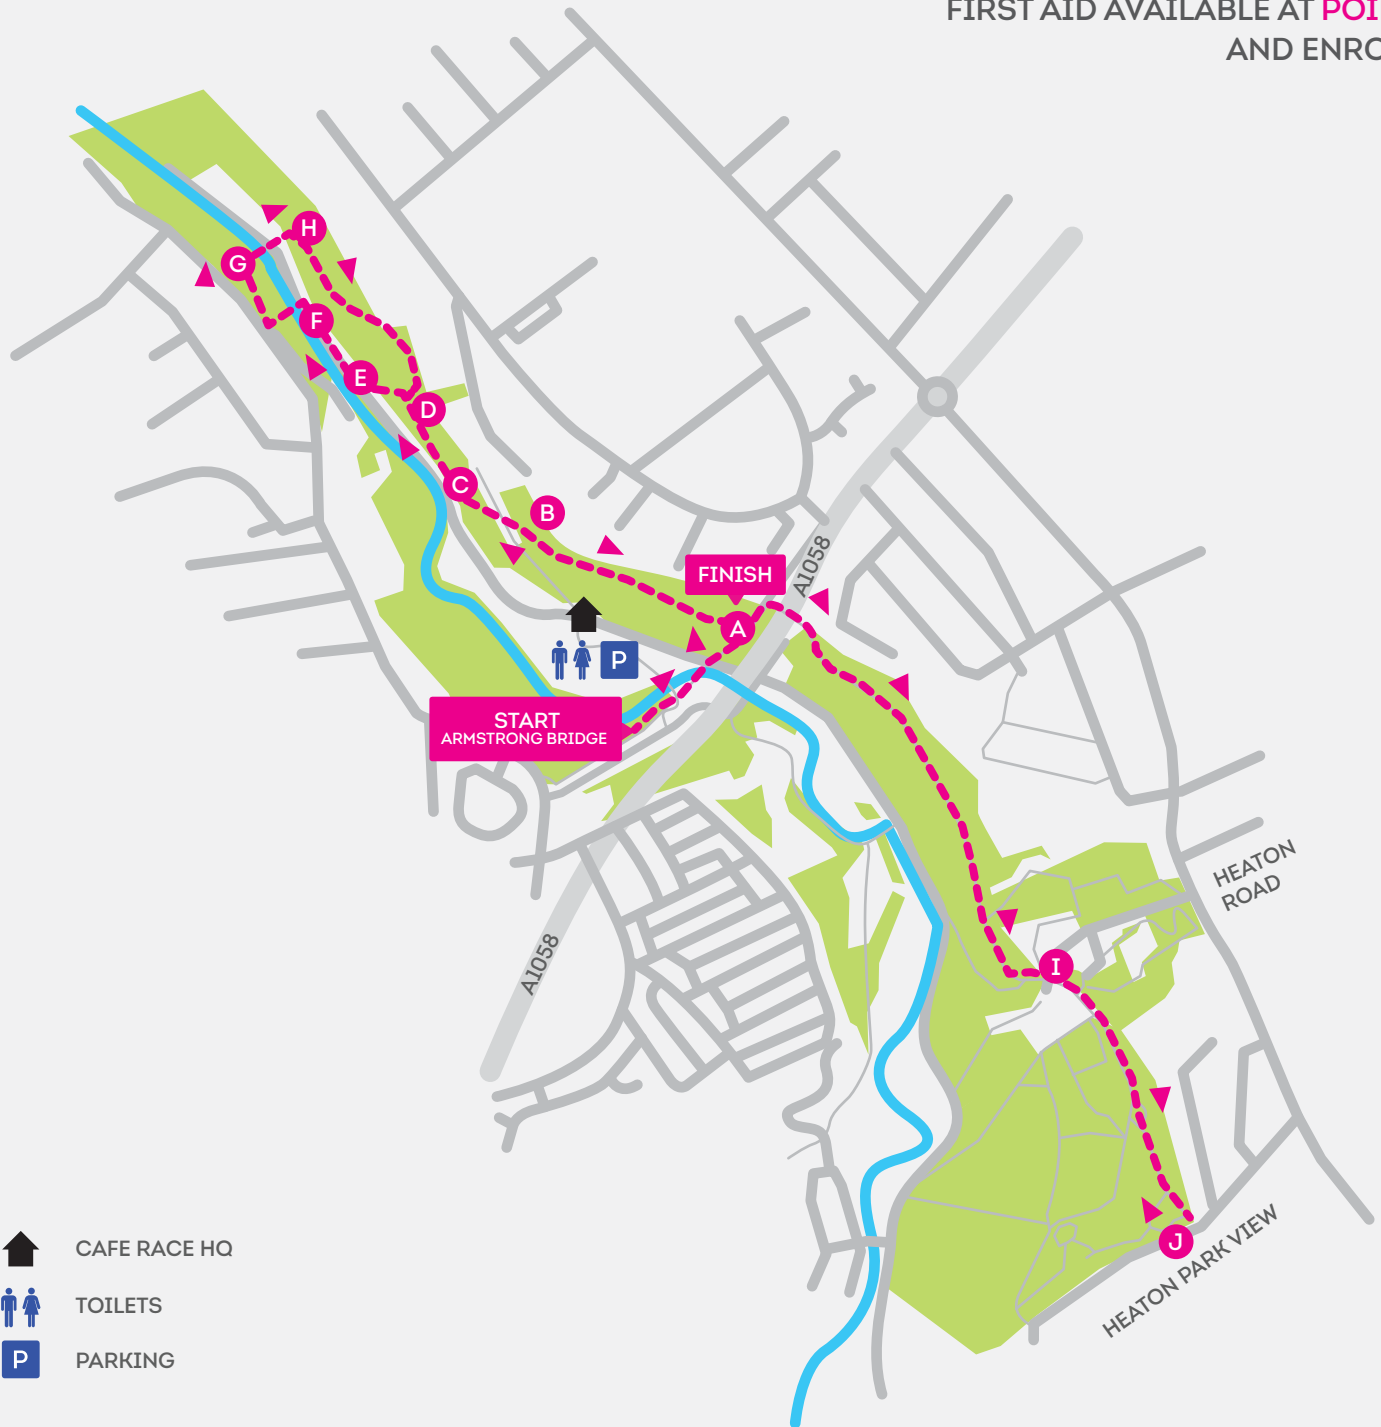 FIRST AID AVAILABLE AT
AND
H
G
F
E
D
C
B
A1058
FINISH
A
P
START
ARMSTRONG BRIDGE
HEATON
ROAD
A1058
I
J
HEATON PARK VIEW
CAFE RACE HQ
TOILETS
P
PARKING